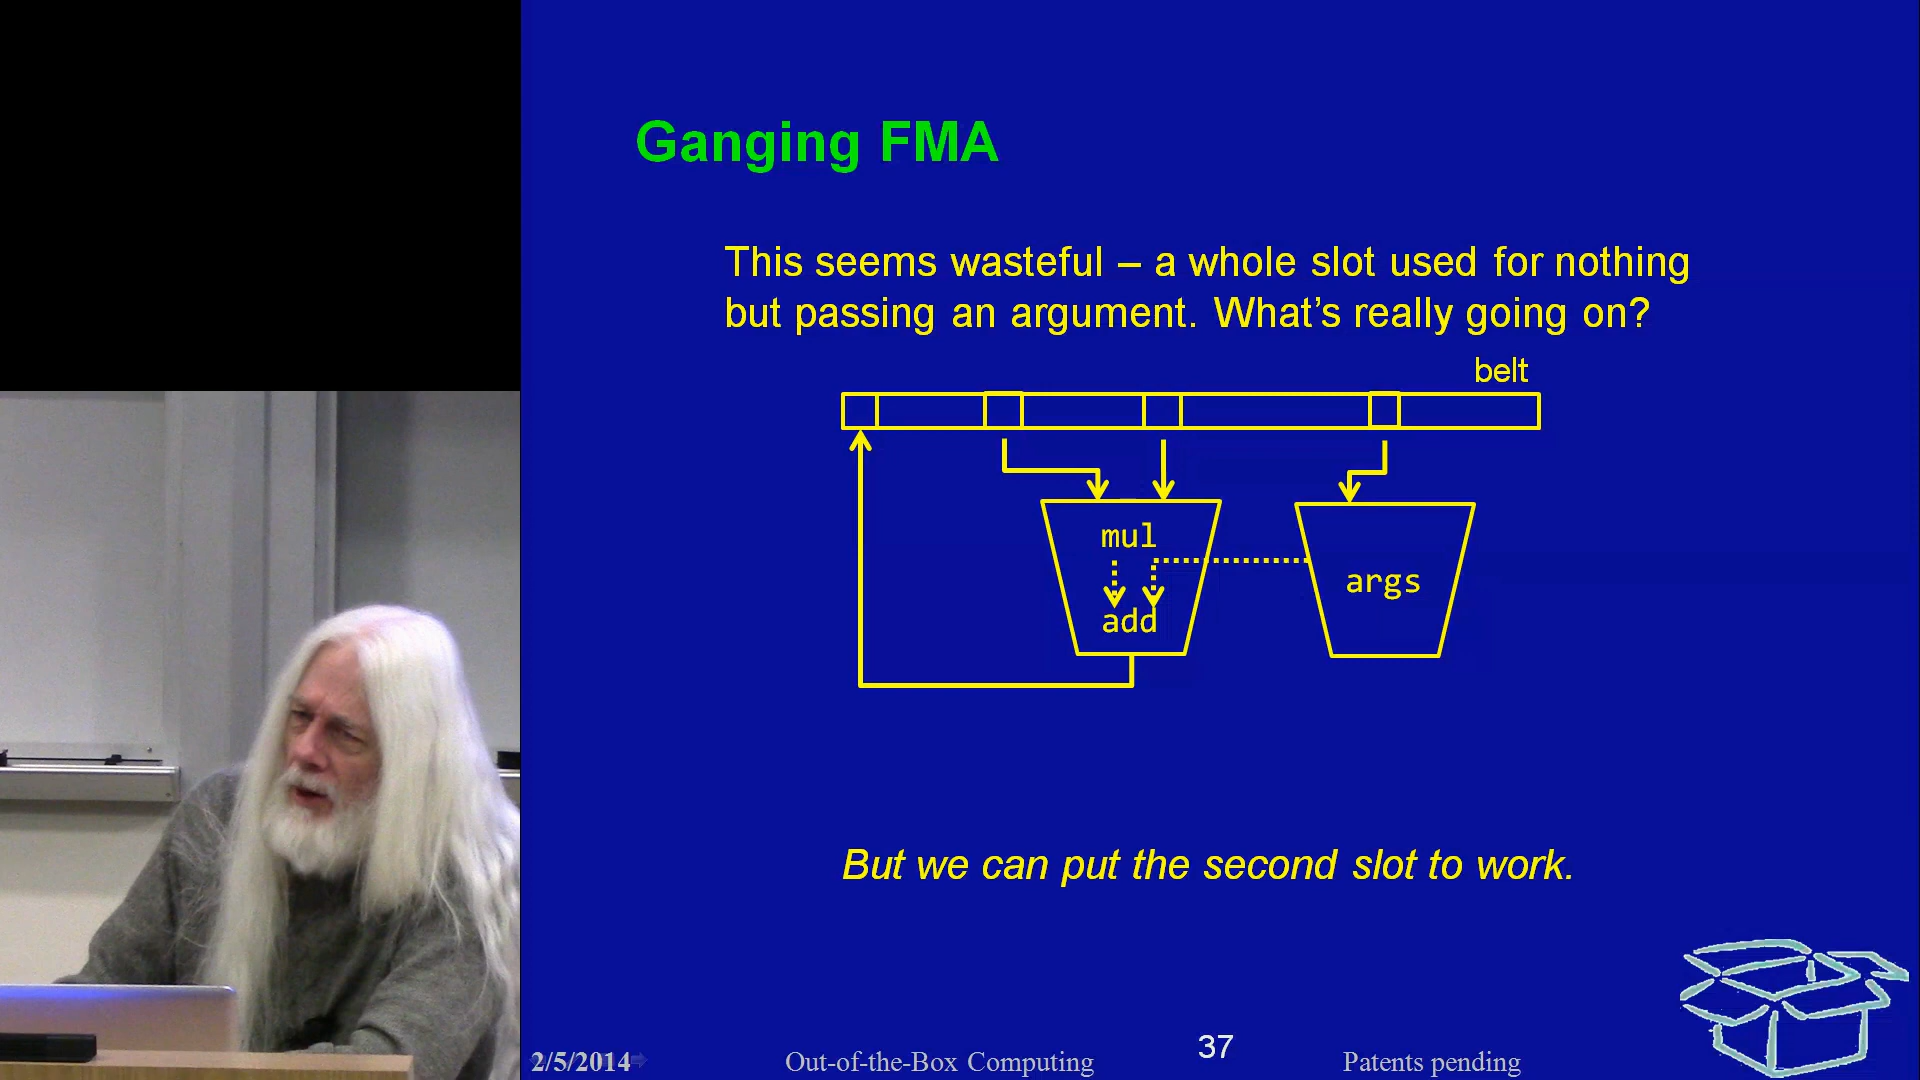 Ganging FMA
This seems wasteful – a whole slot used for nothing
but passing an argument. What's really going on?
belt
mul
add
args
But we can put the second slot to work.
2/5/2014
Out-of-the-Box Computing
37
Patents pending